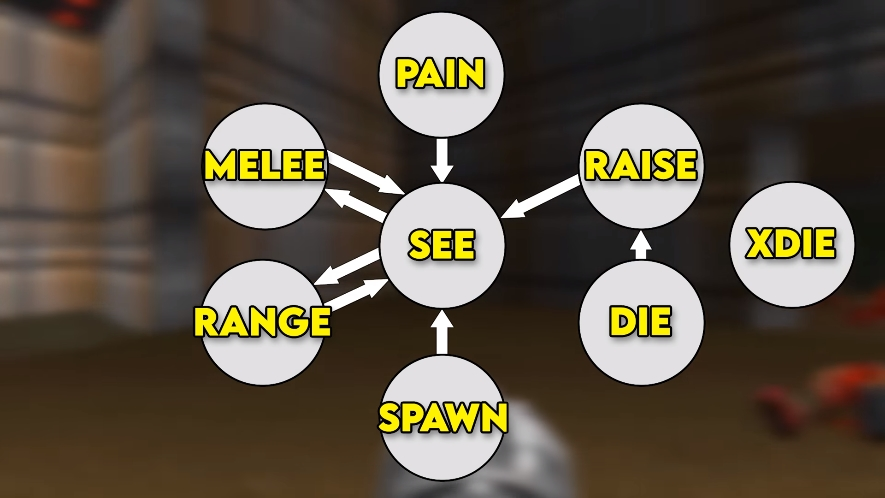 PAIN
MELEE
RAISE
SEE
XDIE
RANGE
DIE
SPAWN